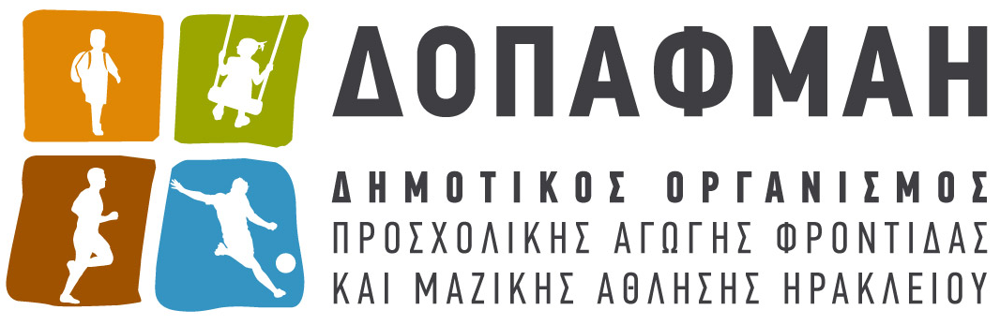 ΔΟΠΑΦΜΑΗ
ΔΗΜΟΤΙΚΟΣ ΟΡΓΑΝΙΣΜΟΣ
ΠΡΟΣΧΟΛΙΚΗΣ ΑΓΩΓΗΣ ΦΡΟΝΤΙΔΑΣ
ΚΑΙ ΜΑΖΙΚΗΣ ΑΘΛΗΣΗΣ ΗΡΑΚΛΕΙΟΥ